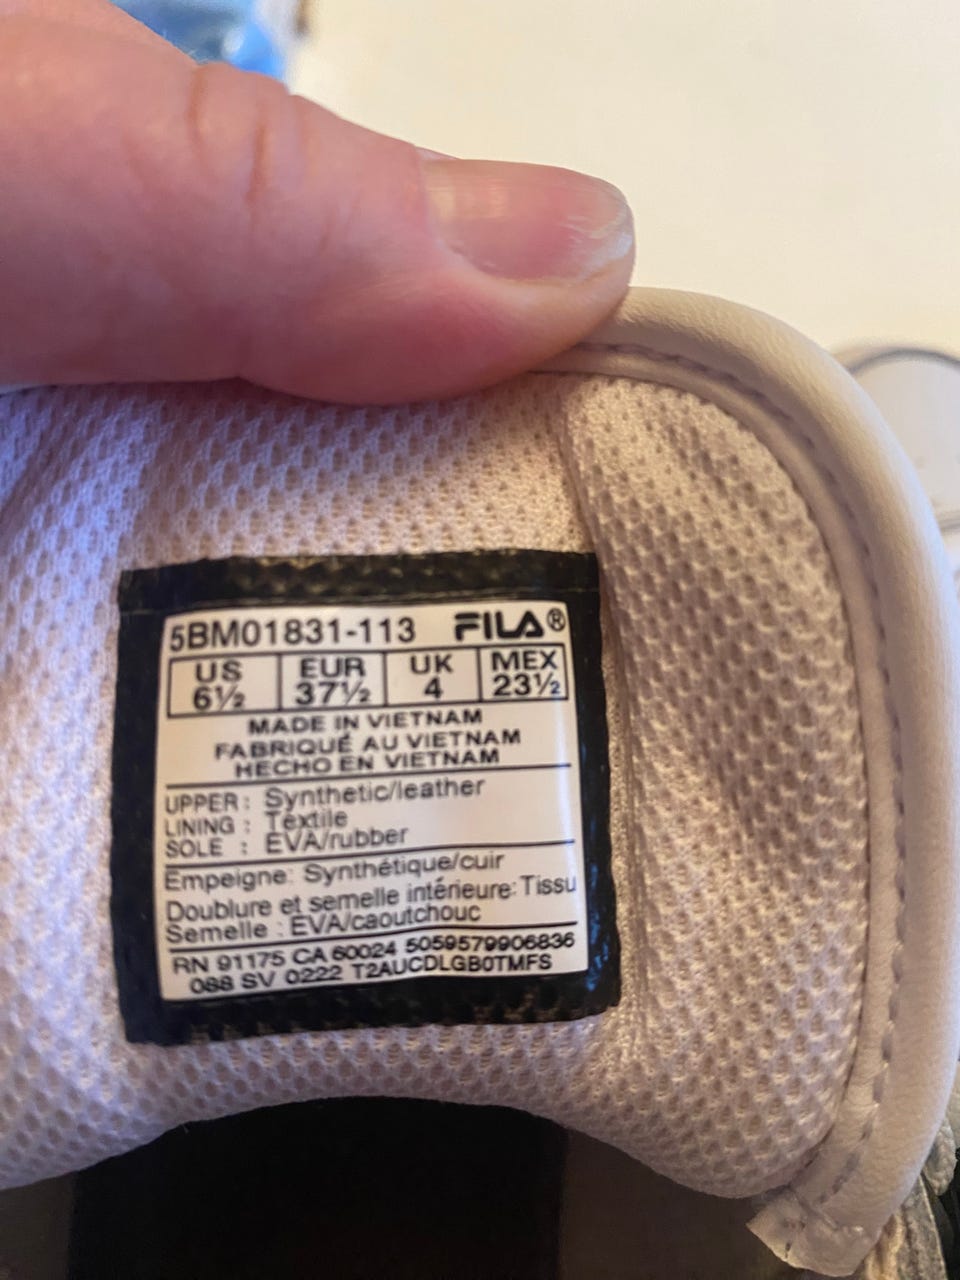 5BM01831-113 FILA®
US EUR UK MEX
6½ 37½ 4 23½
MADE IN VIETNAM
FABRIQUÉ AU VIETNAM
HECHO EN VIETNAM
UPPER : Synthetic/leather
LINING : Textile
SOLE : EVA/rubber
Empeigne: Synthétique/cuir
Doublure et semelle intérieure: Tissu
Semelle : EVA/caoutchouc
RN 91175 CA 60024 5059579906836
088 SV 0222 T2AUCDLGB0TMFS